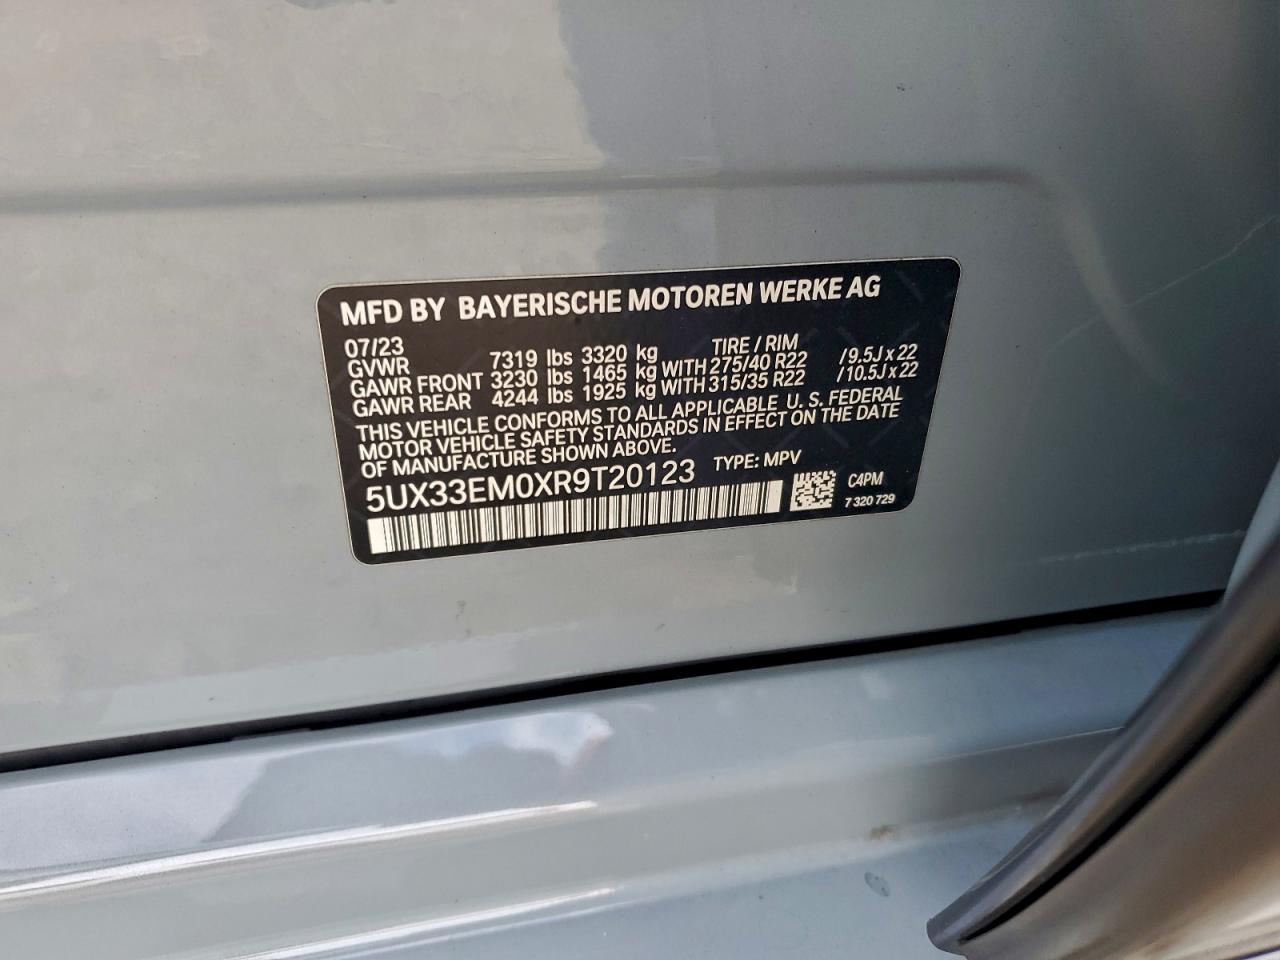 MFD BY BAYERISCHE MOTOREN WERKE AG
07/23 TIRE / RIM
GVWR 7319 lbs 3320 kg
GAWR FRONT 3230 lbs 1465 kg WITH 275/40 R22 /9.5J x 22
GAWR REAR 4244 lbs 1925 kg WITH 315/35 R22 /10.5J x 22
THIS VEHICLE CONFORMS TO ALL APPLICABLE U. S. FEDERAL
MOTOR VEHICLE SAFETY STANDARDS IN EFFECT ON THE DATE
OF MANUFACTURE SHOWN ABOVE.
5UX33EM0XR9T20123 TYPE: MPV
C4PM
7 320 729